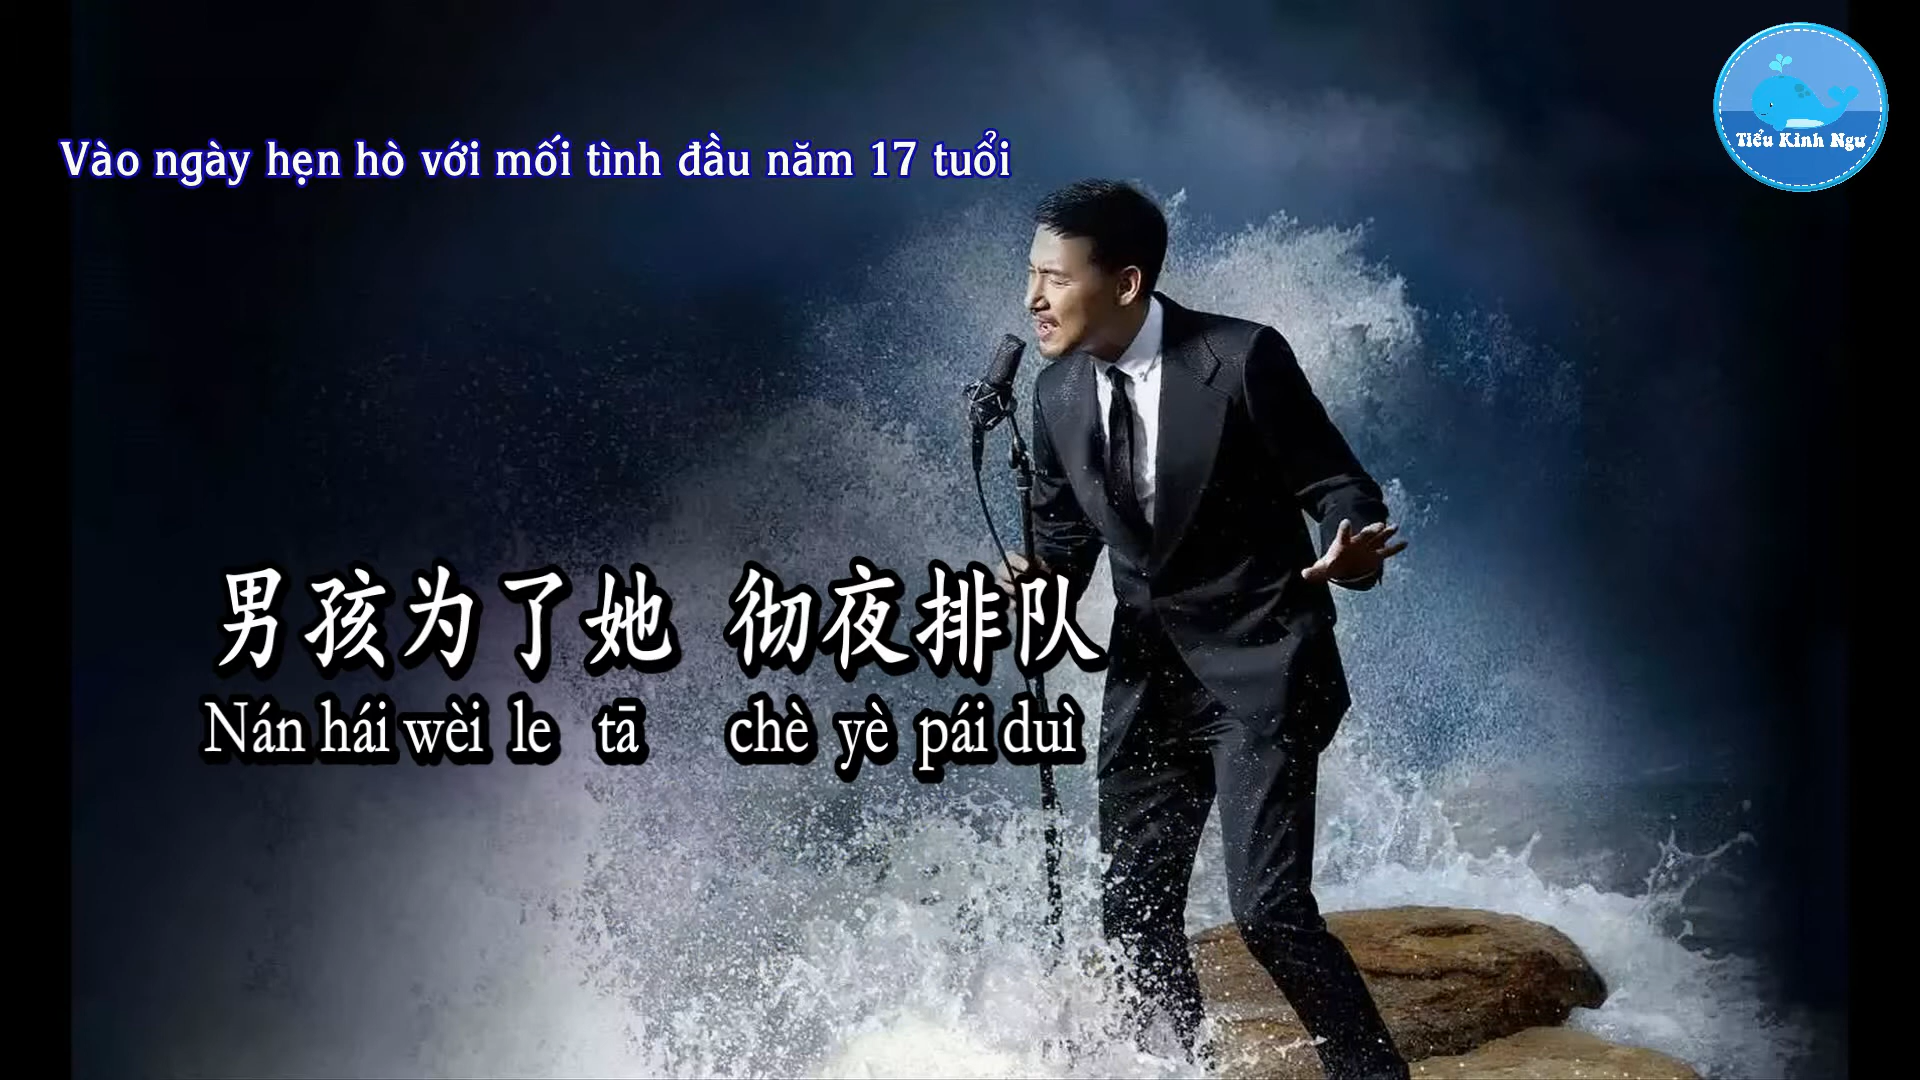 Tiểu Kình Ngư
Vào ngày hẹn hò với mối tình đầu năm 17 tuổi
男孩为了她 彻夜排队
Nán hái wèi le tā chè yè pái duì